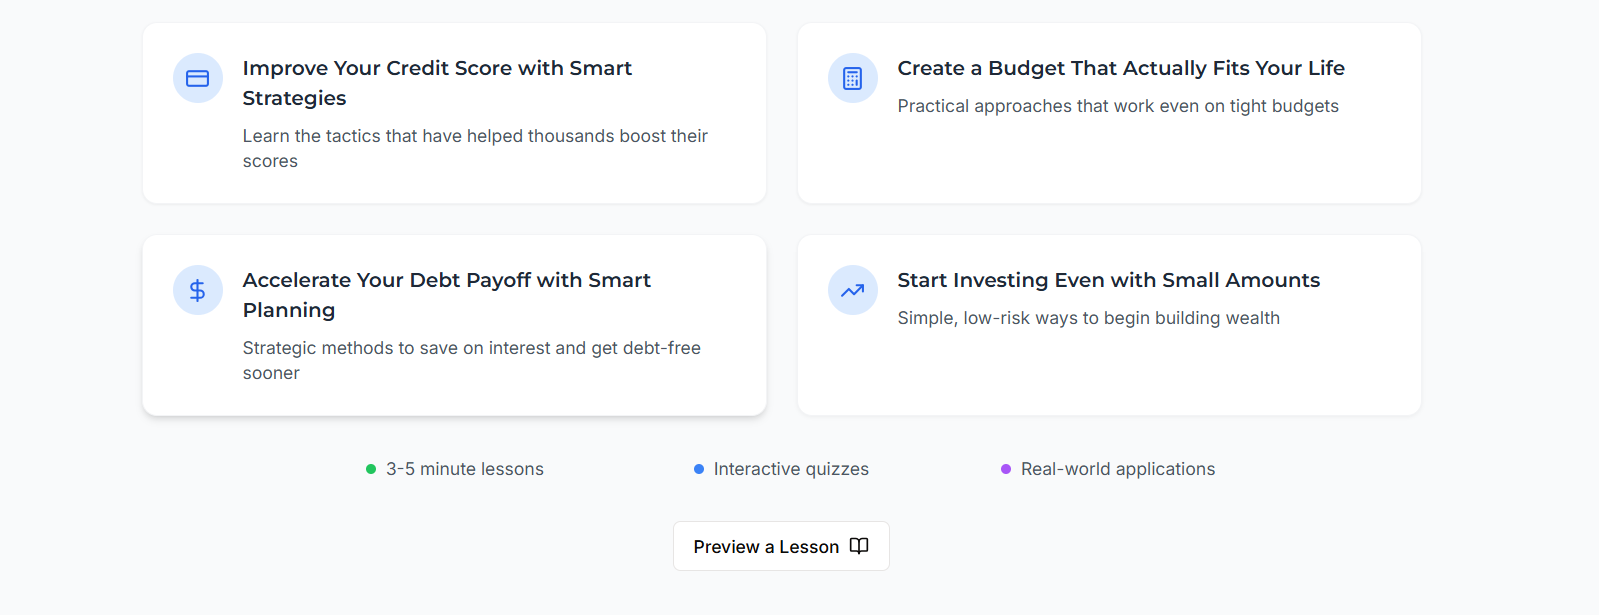 Improve Your Credit Score with Smart
Strategies
Learn the tactics that have helped thousands boost their
scores
Create a Budget That Actually Fits Your Life
Practical approaches that work even on tight budgets
Accelerate Your Debt Payoff with Smart
Planning
Strategic methods to save on interest and get debt-free
sooner
Start Investing Even with Small Amounts
Simple, low-risk ways to begin building wealth
3-5 minute lessons
Interactive quizzes
Real-world applications
Preview a Lesson